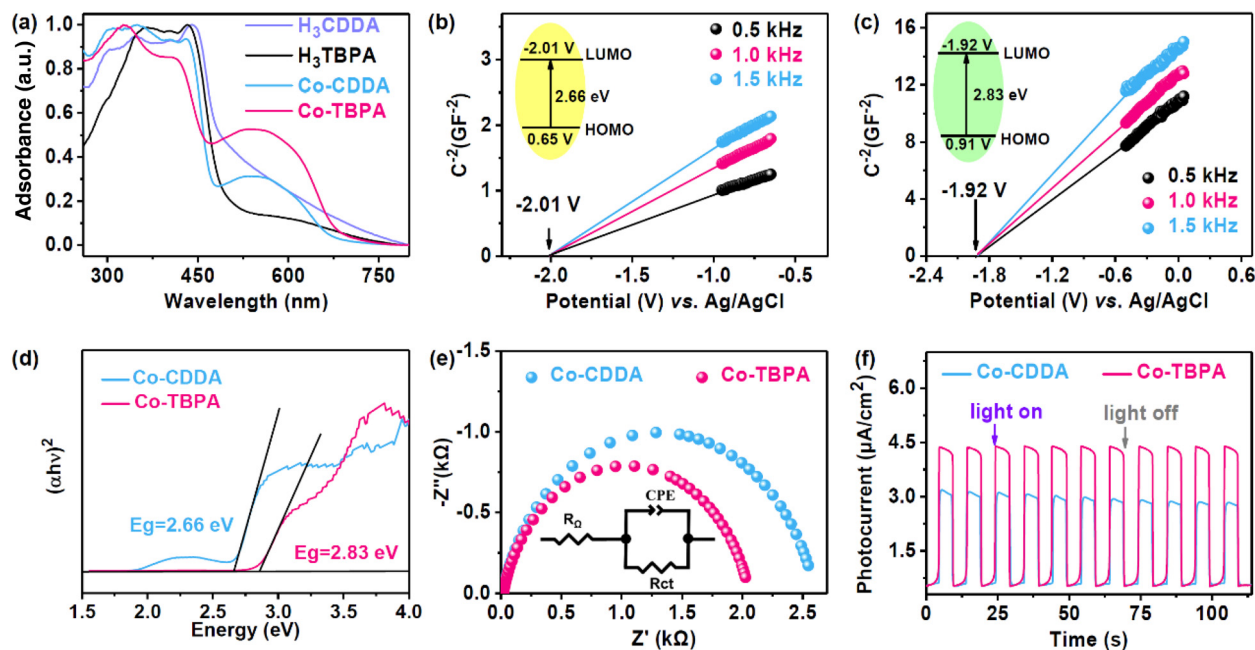 (a)
H₃CDDA
H₃TBPA
Co-CDDA
Co-TBPA
Adsorbance (a.u.)
1.0
0.8
0.6
0.4
0.2
0.0
300 450 600 750
Wavelength (nm)
(b)
0.5 kHz
1.0 kHz
1.5 kHz
-2.01 V
LUMO
2.66 eV
HOMO
0.65 V
-2.01 V
C⁻²(GF⁻²)
3
2
1
0
-2.0 -1.5 -1.0 -0.5
Potential (V) vs. Ag/AgCl
(c)
-1.92 V
LUMO
2.83 eV
HOMO
0.91 V
-1.92 V
0.5 kHz
1.0 kHz
1.5 kHz
C⁻²(GF⁻²)
16
12
8
4
0
-2.4 -1.8 -1.2 -0.6 0.0 0.6
Potential (V) vs. Ag/AgCl
(d)
Co-CDDA
Co-TBPA
(αhν)²
Eg=2.66 eV
Eg=2.83 eV
1.5 2.0 2.5 3.0 3.5 4.0
Energy (eV)
(e)
Co-CDDA
Co-TBPA
-Z''(kΩ)
-1.5
-1.0
-0.5
0.0
CPE
RΩ
Rct
0.0 0.5 1.0 1.5 2.0 2.5
Z' (kΩ)
(f)
Co-CDDA
Co-TBPA
light on
light off
Photocurrent (μA/cm²)
6.0
4.5
3.0
1.5
0 25 50 75 100
Time (s)